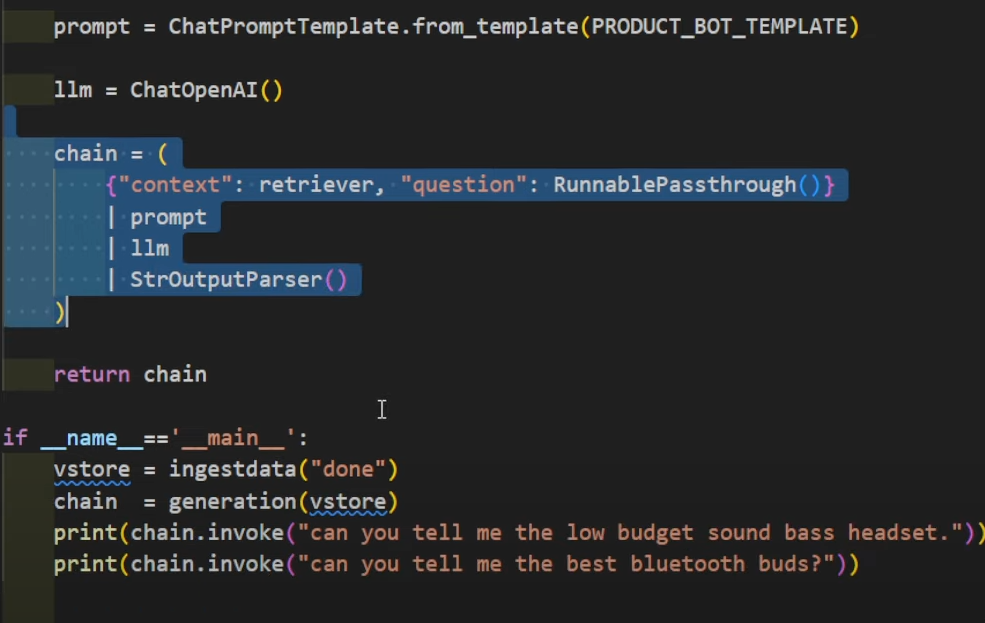 prompt = ChatPromptTemplate.from_template(PRODUCT_BOT_TEMPLATE)
llm = ChatOpenAI()
chain = (
{"context": retriever, "question": RunnablePassthrough()}
| prompt
| llm
| StrOutputParser()
)
return chain
if __name__=='__main__':
vstore = ingestdata("done")
chain  = generation(vstore)
print(chain.invoke("can you tell me the low budget sound bass headset."))
print(chain.invoke("can you tell me the best bluetooth buds?"))